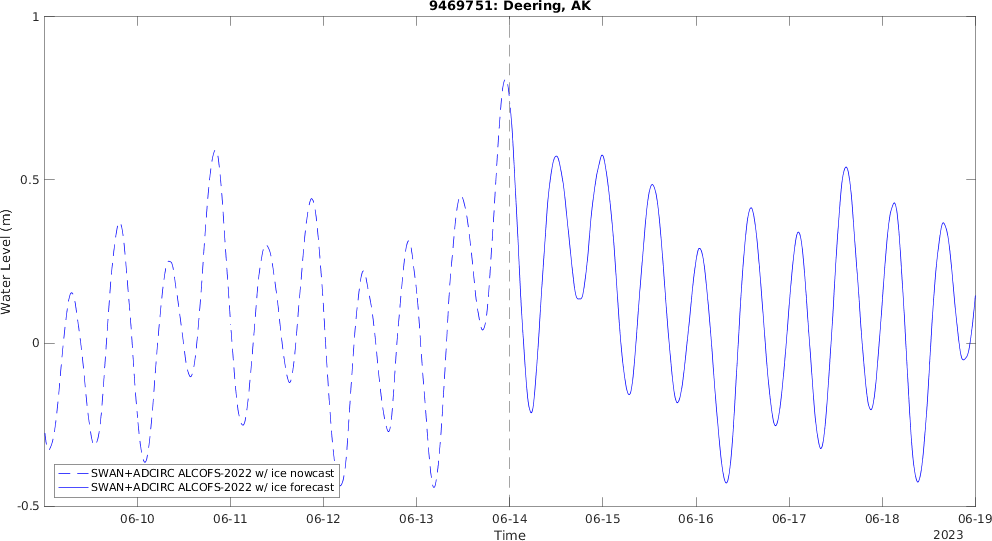 9469751: Deering, AK
1
0.5
0
-0.5
Water Level (m)
SWAN+ADCIRC ALCOFS-2022 w/ ice nowcast
SWAN+ADCIRC ALCOFS-2022 w/ ice forecast
06-10 06-11 06-12 06-13 06-14 06-15 06-16 06-17 06-18 06-19
Time
2023